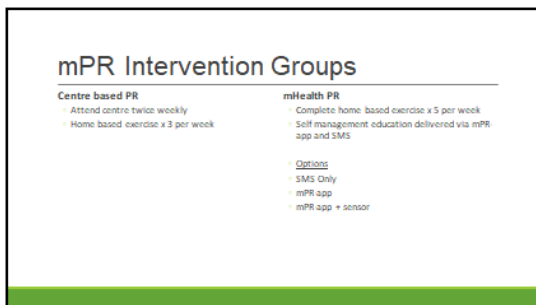 mPR Intervention Groups
Centre based PR
Attend centre twice weekly
Home based exercise x 3 per week
mHealth PR
Complete home based exercise x 5 per week
Self management education delivered via mPR
app and SMS
Options
SMS Only
mPR app
mPR app + sensor